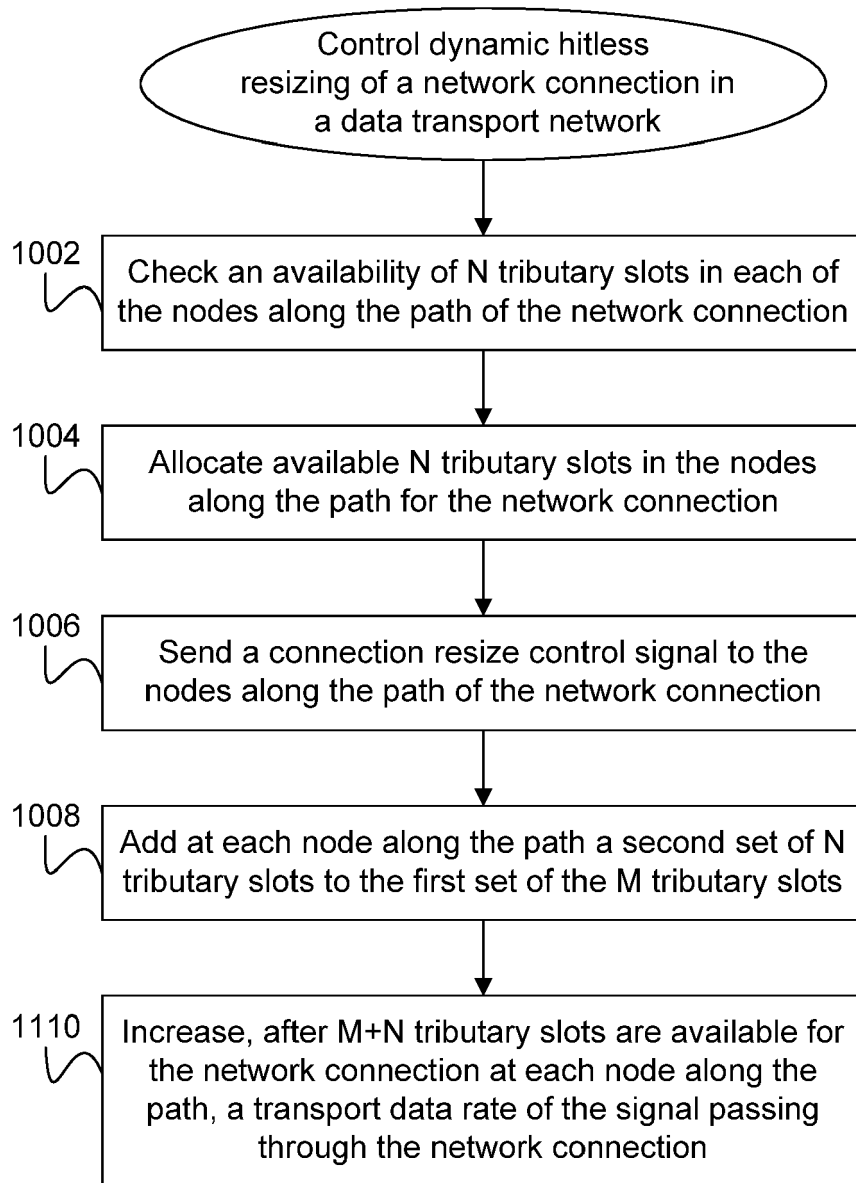 Control dynamic hitless
resizing of a network connection in
a data transport network
1002
Check an availability of N tributary slots in each of
the nodes along the path of the network connection
1004
Allocate available N tributary slots in the nodes
along the path for the network connection
1006
Send a connection resize control signal to the
nodes along the path of the network connection
1008
Add at each node along the path a second set of N
tributary slots to the first set of the M tributary slots
1110
Increase, after M+N tributary slots are available for
the network connection at each node along the
path, a transport data rate of the signal passing
through the network connection